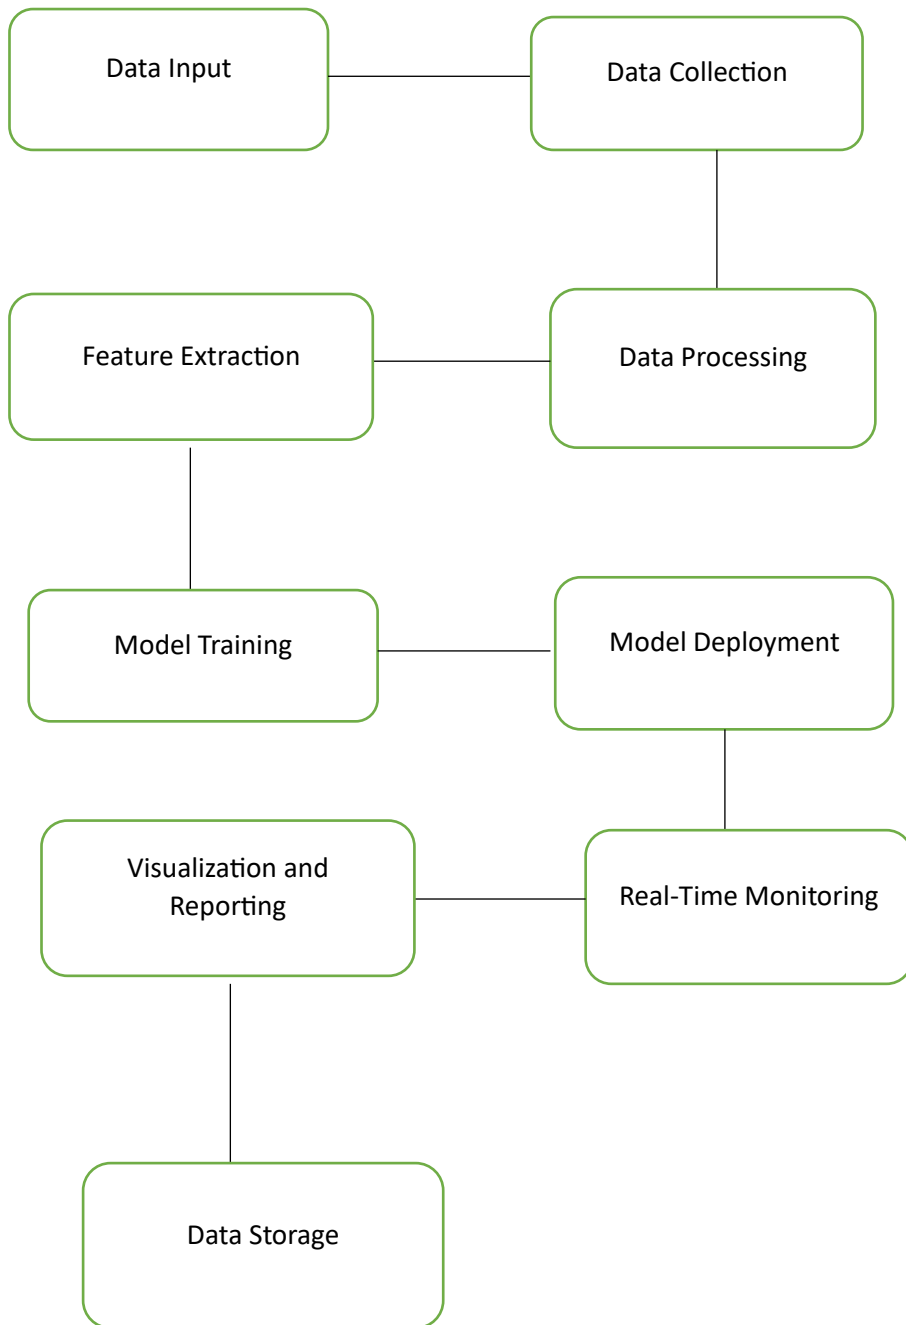 Data Input
Data Collection
Feature Extraction
Data Processing
Model Training
Model Deployment
Visualization and
Reporting
Real-Time Monitoring
Data Storage